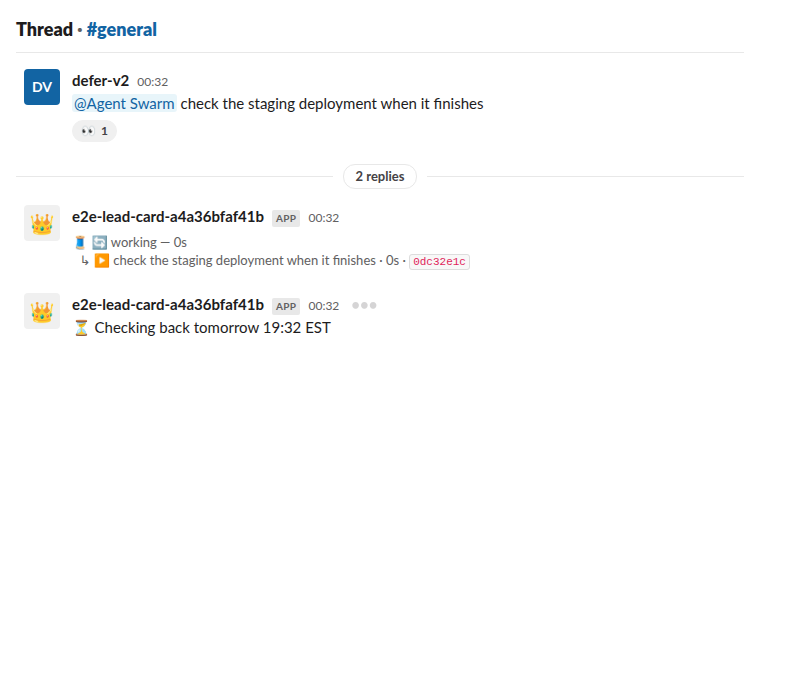 Thread • #general
DV
defer-v2 00:32
@Agent Swarm check the staging deployment when it finishes
👀 1
2 replies
e2e-lead-card-a4a36bfaf41b APP 00:32
🧵 🔄 working — 0s
↳ ▶️ check the staging deployment when it finishes · 0s · 0dc32e1c
e2e-lead-card-a4a36bfaf41b APP 00:32
⏳ Checking back tomorrow 19:32 EST